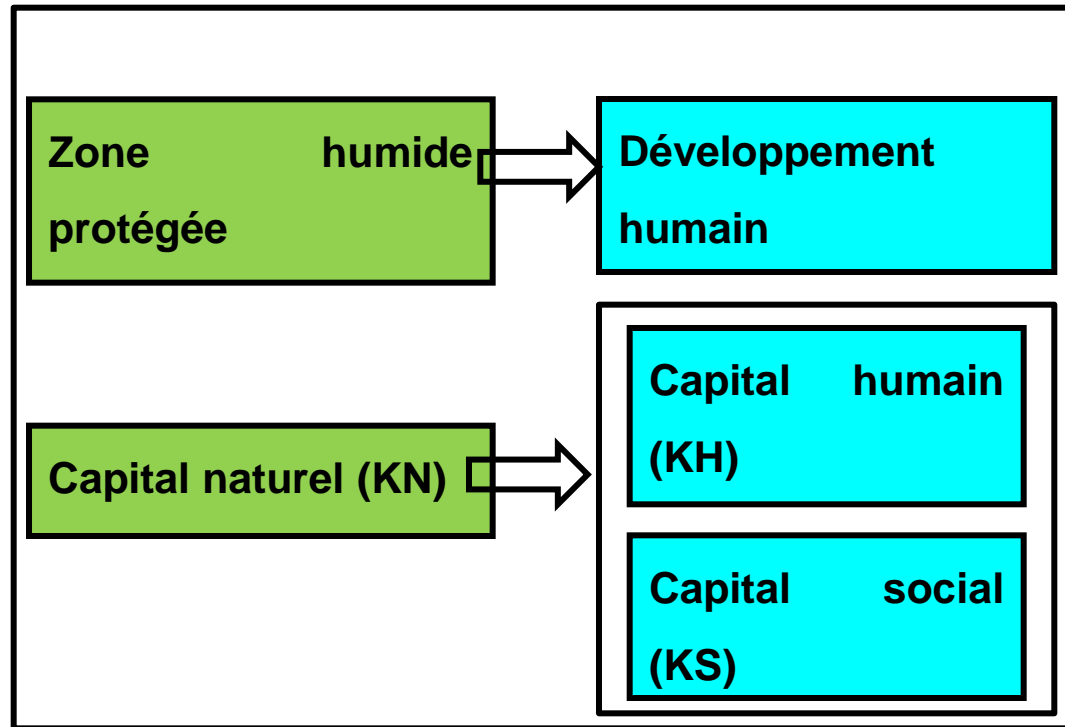 Zone humide
protégée
Développement
humain
Capital naturel (KN)
Capital humain
(KH)
Capital social
(KS)